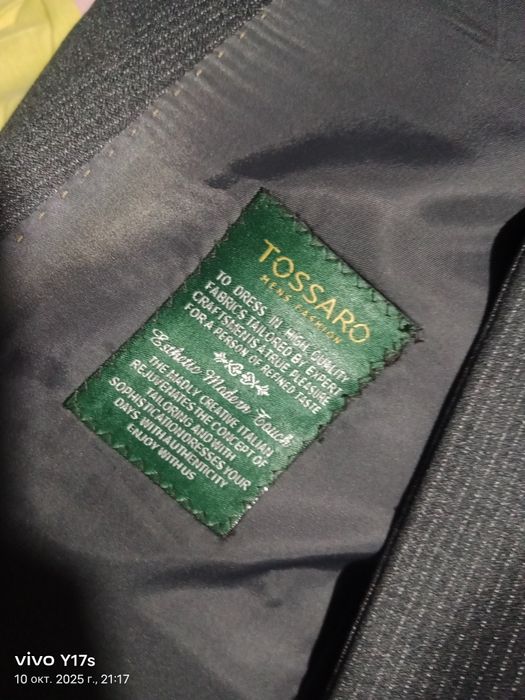 TOSSARO
MENS FASHION
TO DRESS IN HIGH QUALITY
FABRICS TAILORED BY EXPERT
CRAFTSMEN IS A TRUE PLEASURE
FOR A PERSON OF REFINED TASTE
Esthetic Modern Touch
THE MADLY CREATIVE ITALIAN
REJUVENATES THE CONCEPT OF
TAILORING AND WITH
SOPHISTICATION DRESSES YOUR
DAYS WITH AUTHENTICITY
ENJOY WITH US
vivo Y17s
10 окт. 2025 г., 21:17